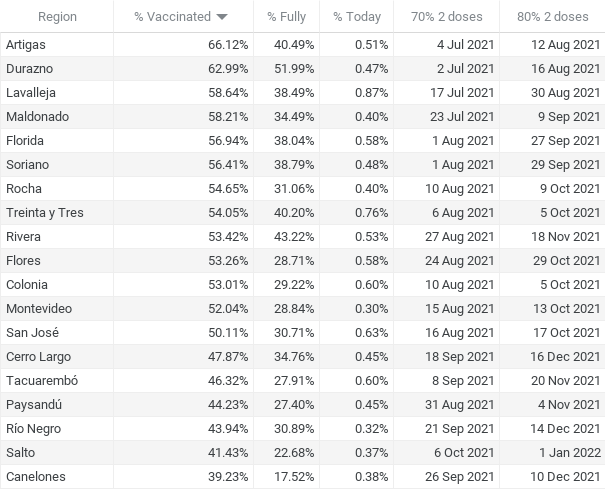 Region % Vaccinated % Fully % Today 70% 2 doses 80% 2 doses
Artigas 66.12% 40.49% 0.51% 4 Jul 2021 12 Aug 2021
Durazno 62.99% 51.99% 0.47% 2 Jul 2021 16 Aug 2021
Lavalleja 58.64% 38.49% 0.87% 17 Jul 2021 30 Aug 2021
Maldonado 58.21% 34.49% 0.40% 23 Jul 2021 9 Sep 2021
Florida 56.94% 38.04% 0.58% 1 Aug 2021 27 Sep 2021
Soriano 56.41% 38.79% 0.48% 1 Aug 2021 29 Sep 2021
Rocha 54.65% 31.06% 0.40% 10 Aug 2021 9 Oct 2021
Treinta y Tres 54.05% 40.20% 0.76% 6 Aug 2021 5 Oct 2021
Rivera 53.42% 43.22% 0.53% 27 Aug 2021 18 Nov 2021
Flores 53.26% 28.71% 0.58% 24 Aug 2021 29 Oct 2021
Colonia 53.01% 29.22% 0.60% 10 Aug 2021 5 Oct 2021
Montevideo 52.04% 28.84% 0.30% 15 Aug 2021 13 Oct 2021
San José 50.11% 30.71% 0.63% 16 Aug 2021 17 Oct 2021
Cerro Largo 47.87% 34.76% 0.45% 18 Sep 2021 16 Dec 2021
Tacuarembó 46.32% 27.91% 0.60% 8 Sep 2021 20 Nov 2021
Paysandú 44.23% 27.40% 0.45% 31 Aug 2021 4 Nov 2021
Río Negro 43.94% 30.89% 0.32% 21 Sep 2021 14 Dec 2021
Salto 41.43% 22.68% 0.37% 6 Oct 2021 1 Jan 2022
Canelones 39.23% 17.52% 0.38% 26 Sep 2021 10 Dec 2021